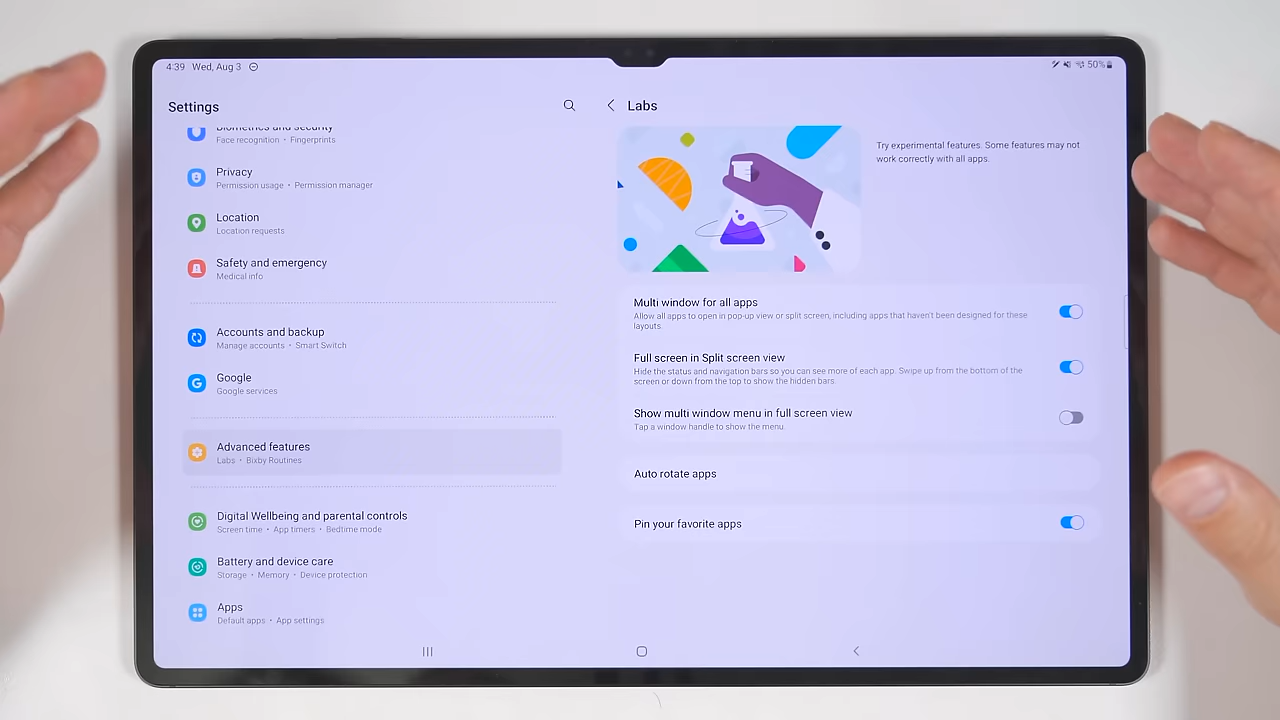 4:39 Wed, Aug 3
50%
Settings
Biometrics and security
Face recognition • Fingerprints
Privacy
Permission usage • Permission manager
Location
Location requests
Safety and emergency
Medical info
Accounts and backup
Manage accounts • Smart Switch
Google
Google services
Advanced features
Labs • Bixby Routines
Digital Wellbeing and parental controls
Screen time • App timers • Bedtime mode
Battery and device care
Storage • Memory • Device protection
Apps
Default apps • App settings
Labs
Try experimental features. Some features may not
work correctly with all apps.
Multi window for all apps
Allow all apps to open in pop-up view or split screen, including apps that haven't been designed for these
layouts.
Full screen in Split screen view
Hide the status and navigation bars so you can see more of each app. Swipe up from the bottom of the
screen or down from the top to show the hidden bars.
Show multi window menu in full screen view
Tap a window handle to show the menu.
Auto rotate apps
Pin your favorite apps